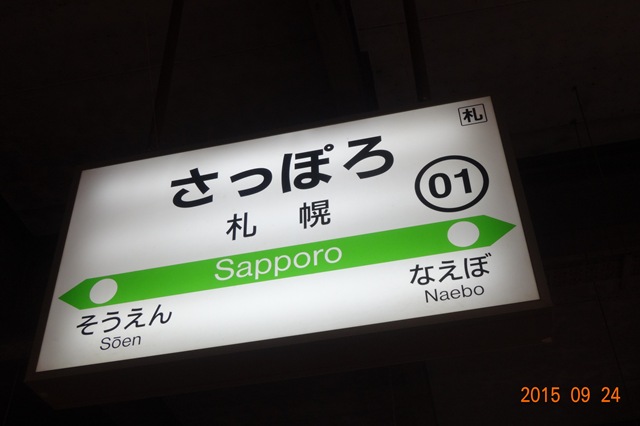 札
さっぽろ
01
札幌
Sapporo
そうえん
Sōen
なえぼ
Naebo
2015 09 24